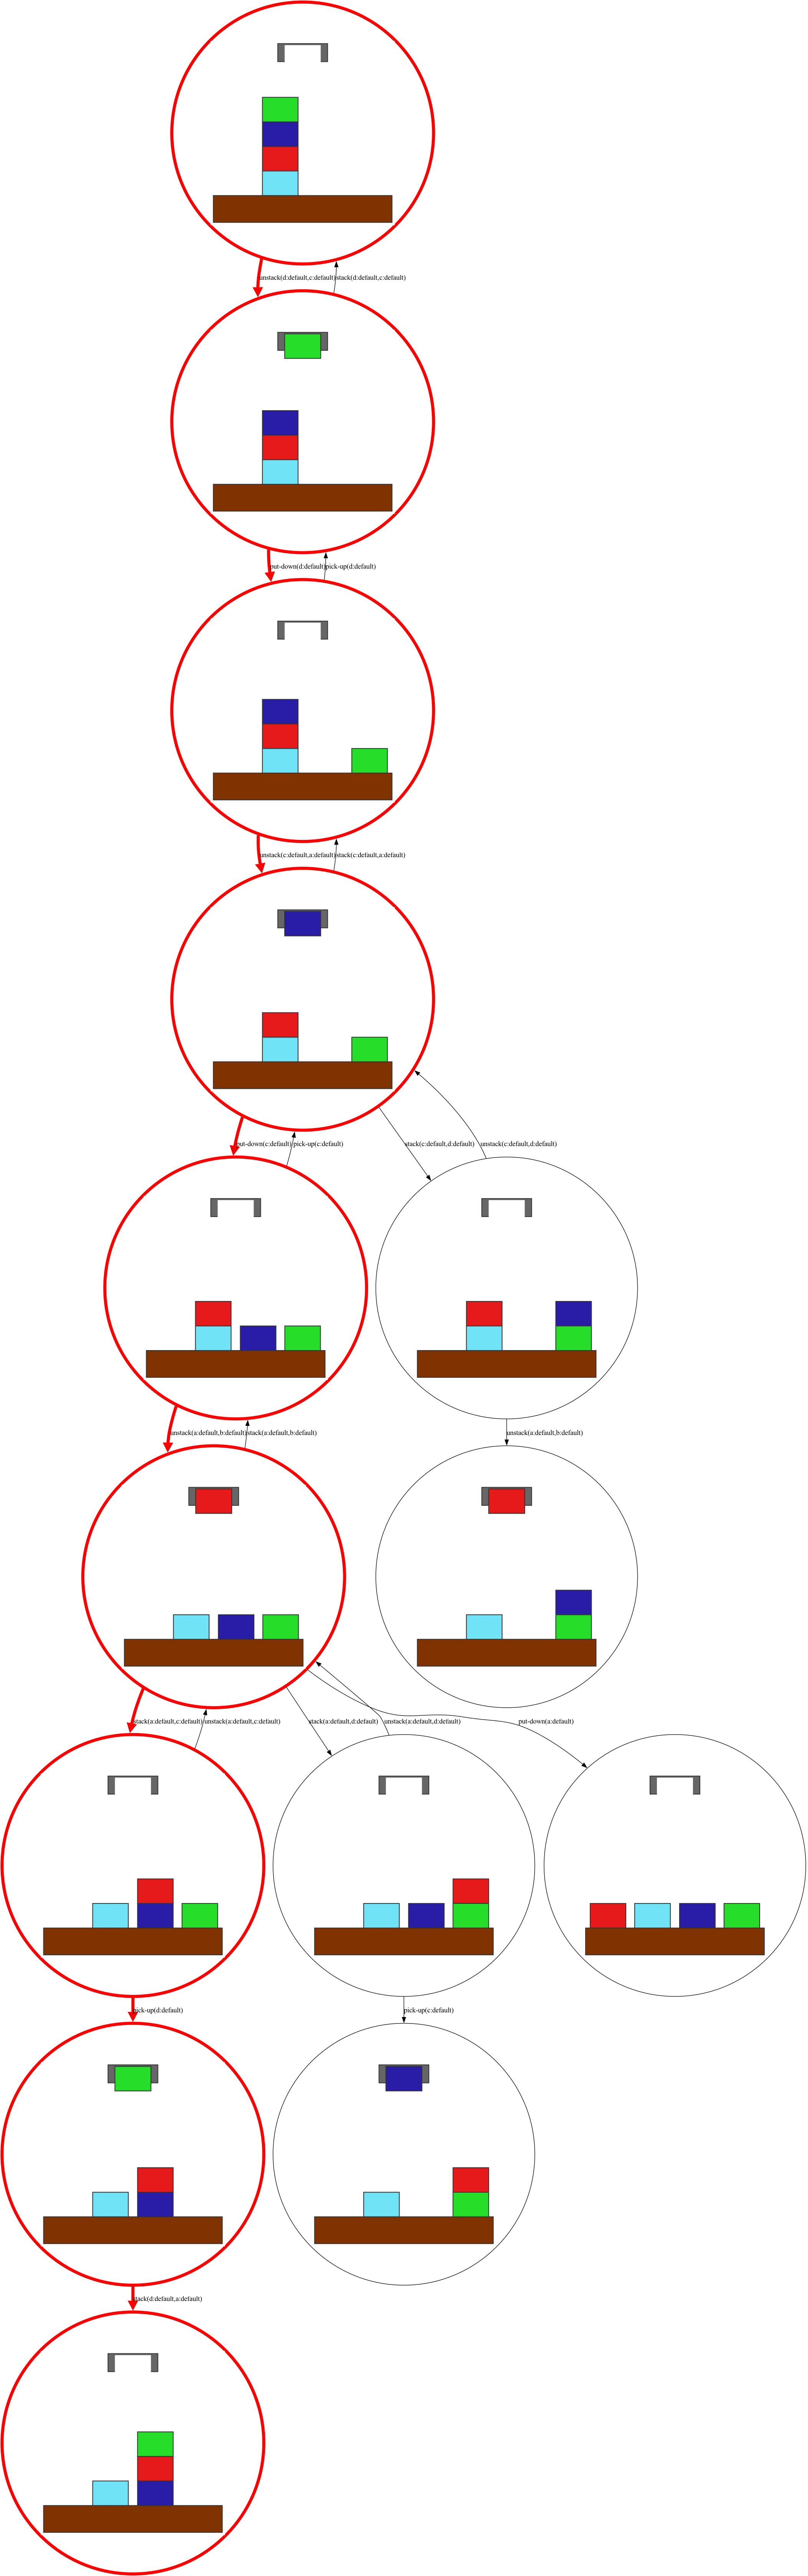 unstack(d:default,c:default) stack(d:default,c:default)
put-down(d:default) pick-up(d:default)
unstack(c:default,a:default) stack(c:default,a:default)
put-down(c:default) pick-up(c:default) stack(c:default,d:default) unstack(c:default,d:default)
unstack(a:default,b:default) stack(a:default,b:default) unstack(a:default,b:default)
stack(a:default,c:default) unstack(a:default,c:default) stack(a:default,d:default) unstack(a:default,d:default) put-down(a:default)
pick-up(d:default) pick-up(c:default)
stack(d:default,a:default)